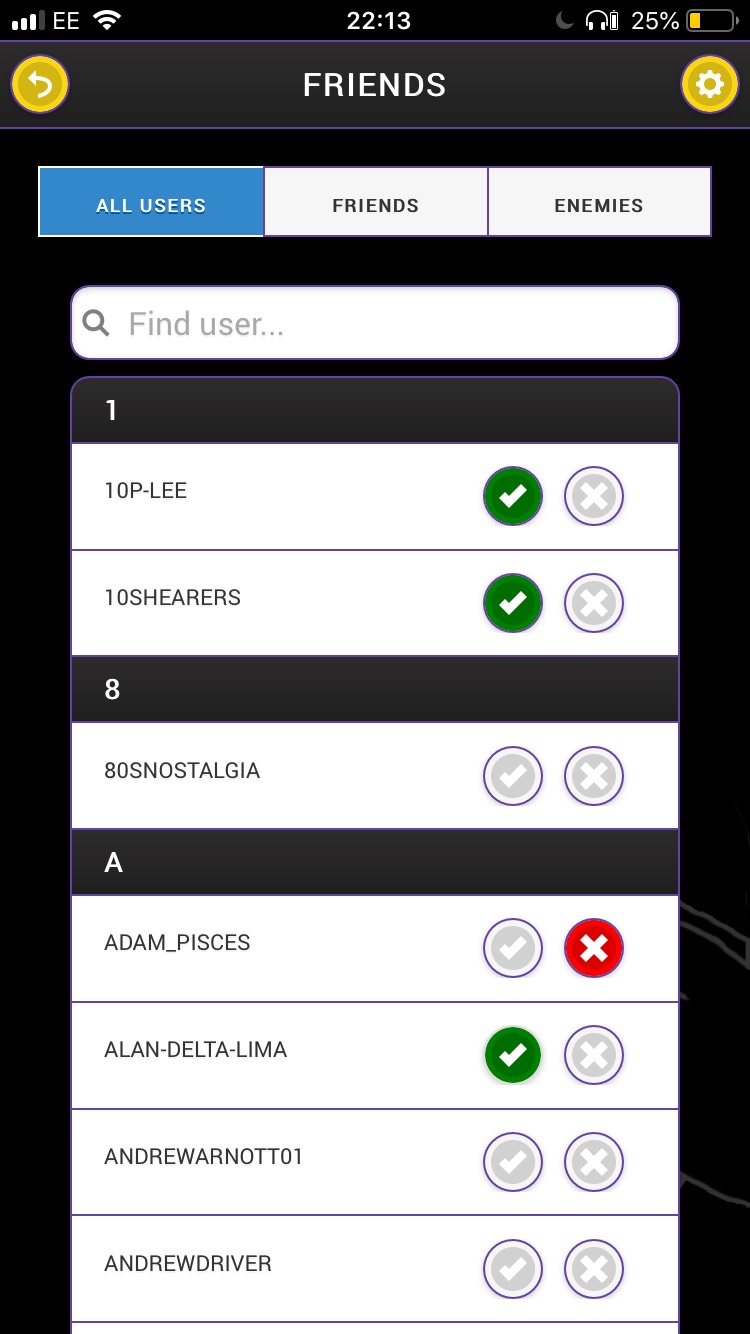 EE 22:13 25%
FRIENDS
ALL USERS FRIENDS ENEMIES
Find user...
1
10P-LEE
10SHEARERS
8
80SNOSTALGIA
A
ADAM_PISCES
ALAN-DELTA-LIMA
ANDREWARNOTT01
ANDREWDRIVER